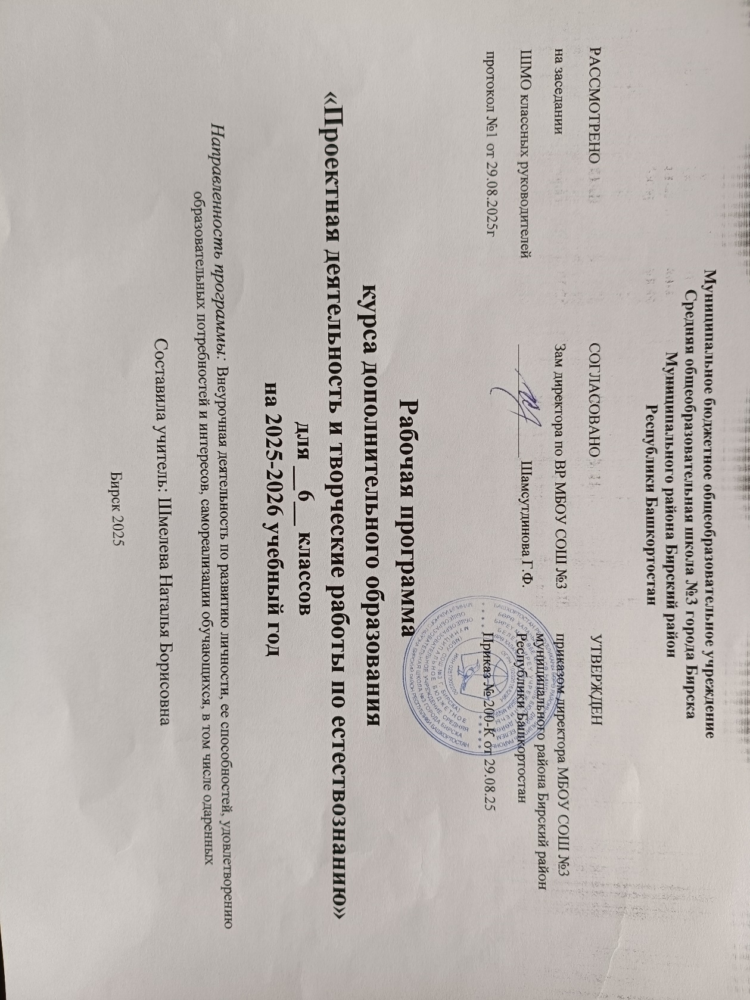 Муниципальное бюджетное общеобразовательное учреждение
Средняя общеобразовательная школа №3 города Бирска
Муниципального района Бирский район
Республики Башкортостан
РАССМОТРЕНО
на заседании
ШМО классных руководителей
протокол №1 от 29.08.2025г
СОГЛАСОВАНО
Зам директора по ВР МБОУ СОШ №3
Шамсутдинова Г.Ф.
УТВЕРЖДЕН
приказом директора МБОУ СОШ №3
муниципального района Бирский район
Республики Башкортостан
Приказ №200-К от 29.08.25
Рабочая программа
курса дополнительного образования
«Проектная деятельность и творческие работы по естествознанию»
для __6__ классов
на 2025-2026 учебный год
Направленность программы: Внеурочная деятельность по развитию личности, ее способностей, удовлетворению
образовательных потребностей и интересов, самореализации обучающихся, в том числе одаренных
Составила учитель: Шмелева Наталья Борисовна
Бирск 2025